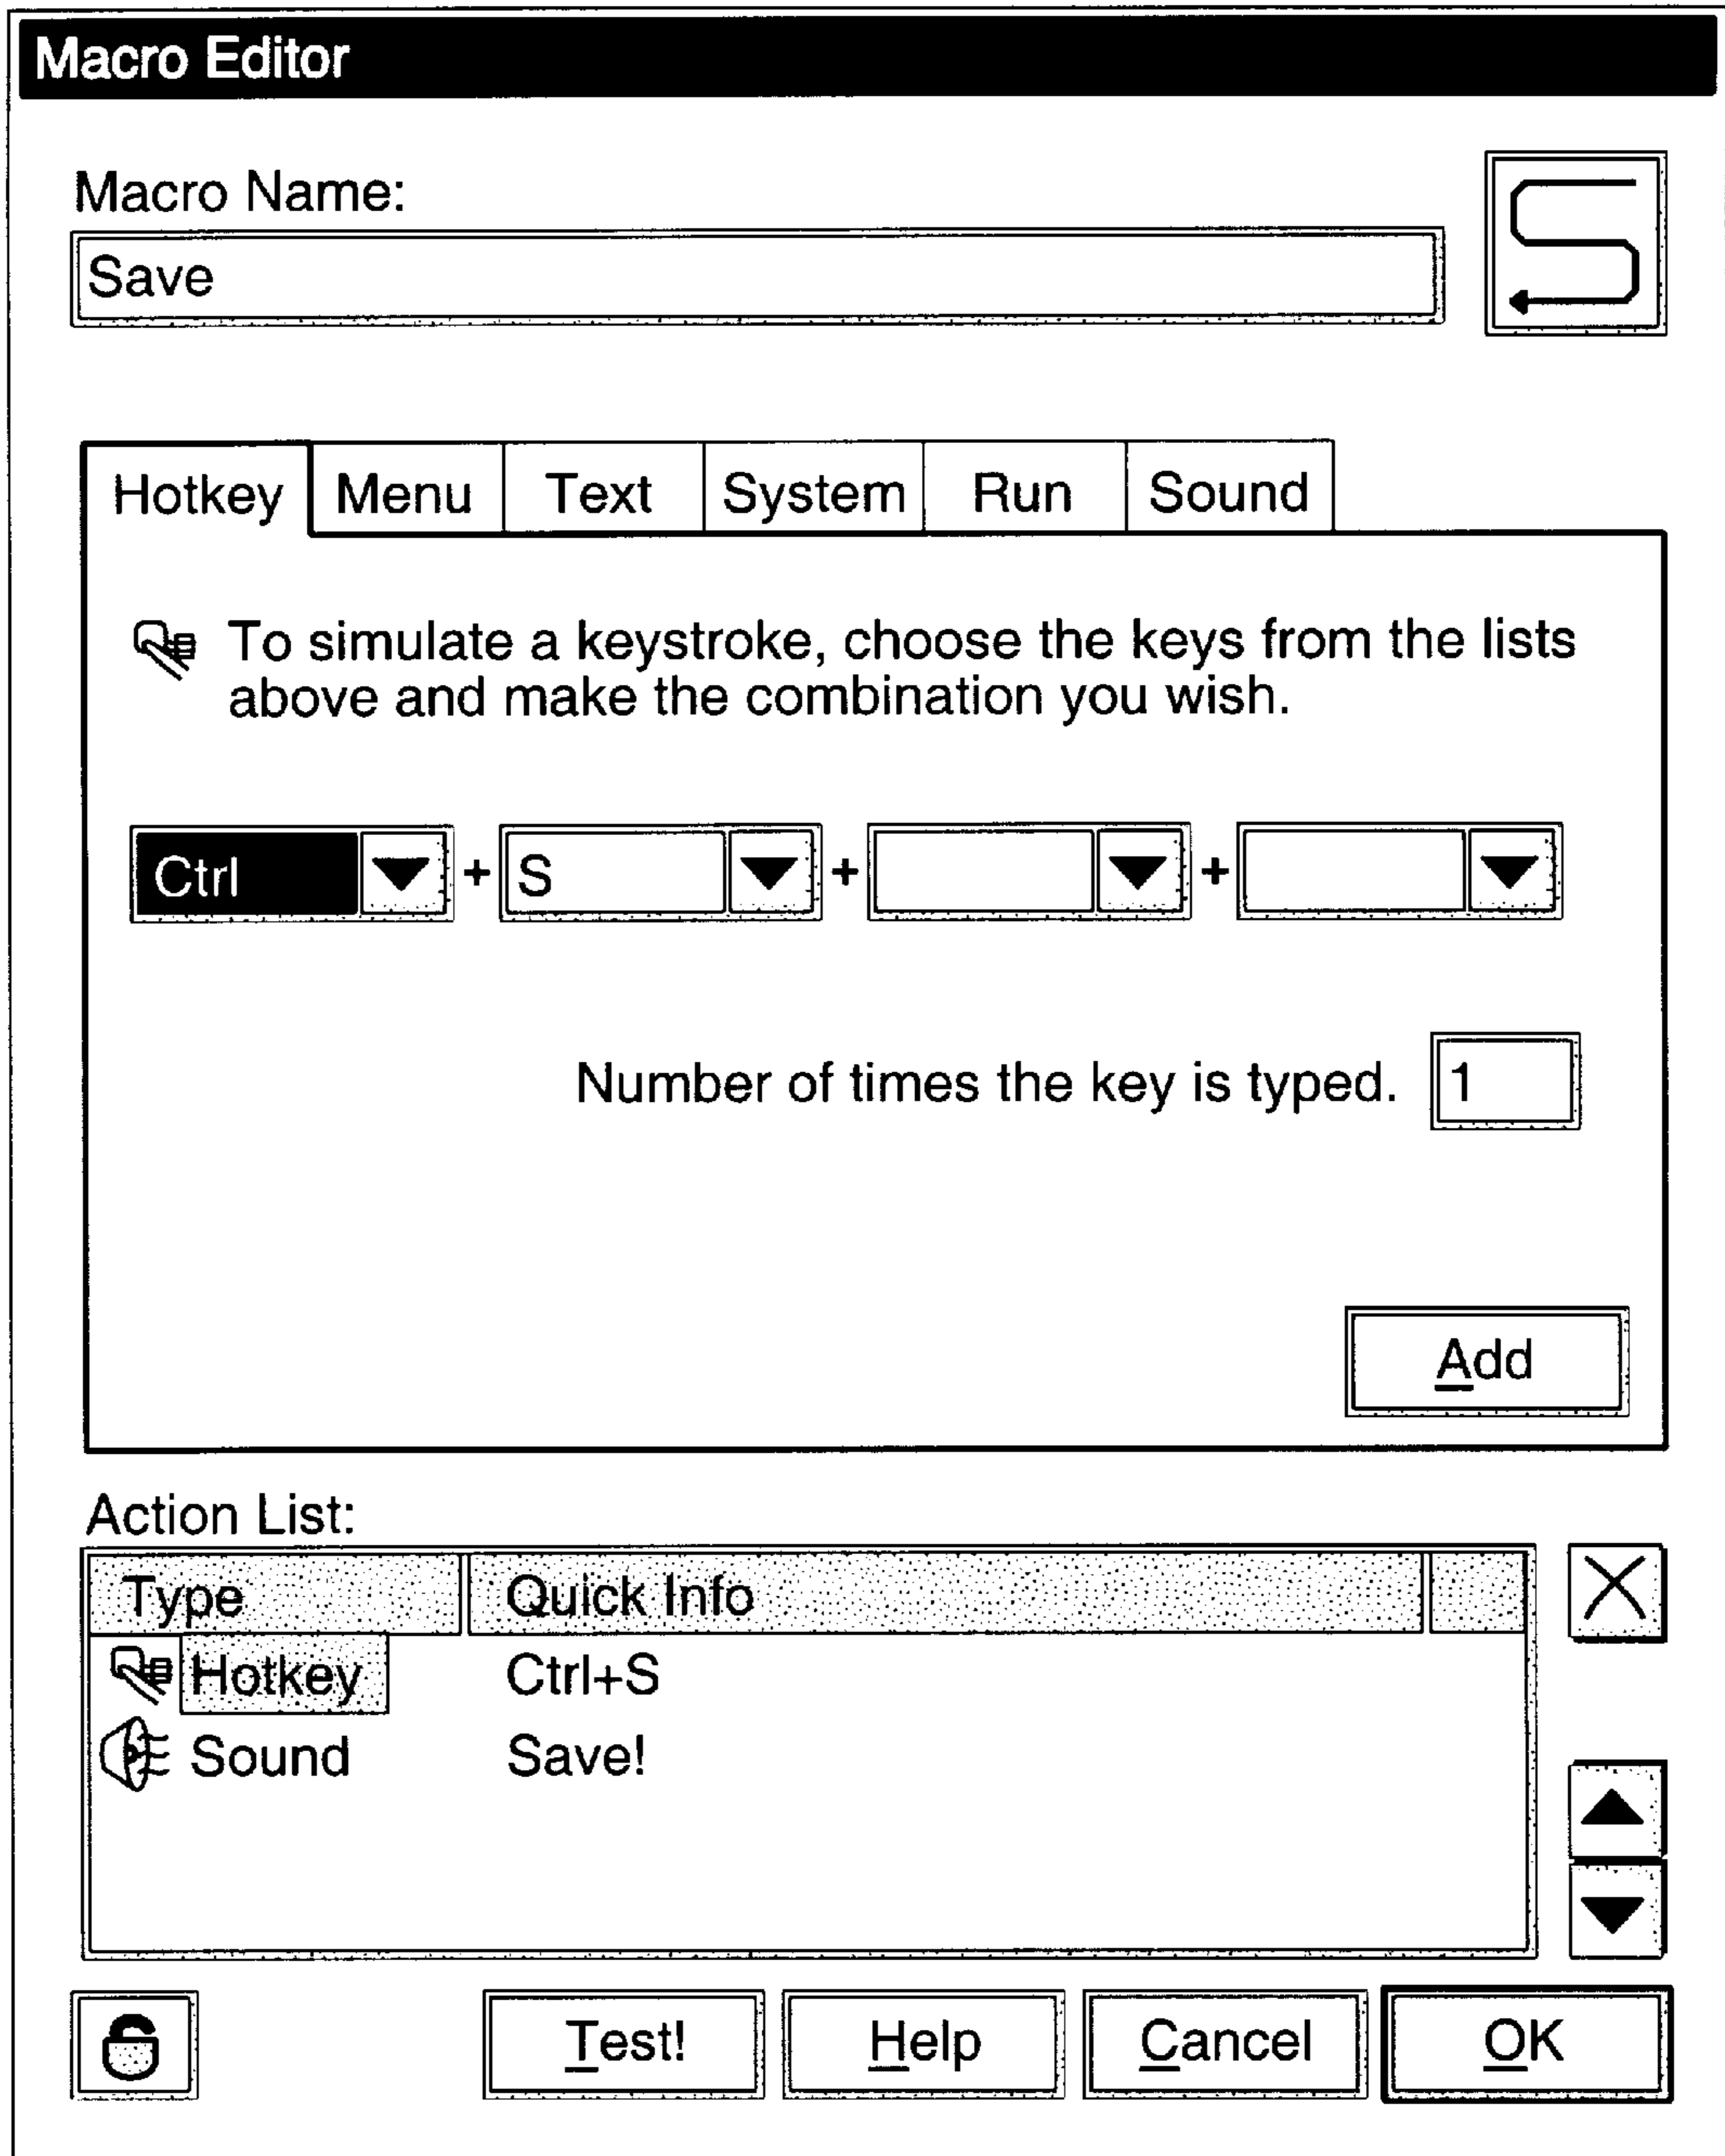 Macro Editor
Macro Name:
Save
Hotkey Menu Text System Run Sound
To simulate a keystroke, choose the keys from the lists
above and make the combination you wish.
Ctrl + S + +
Number of times the key is typed. 1
Add
Action List:
Type Quick Info
Hotkey Ctrl+S
Sound Save!
Test! Help Cancel OK